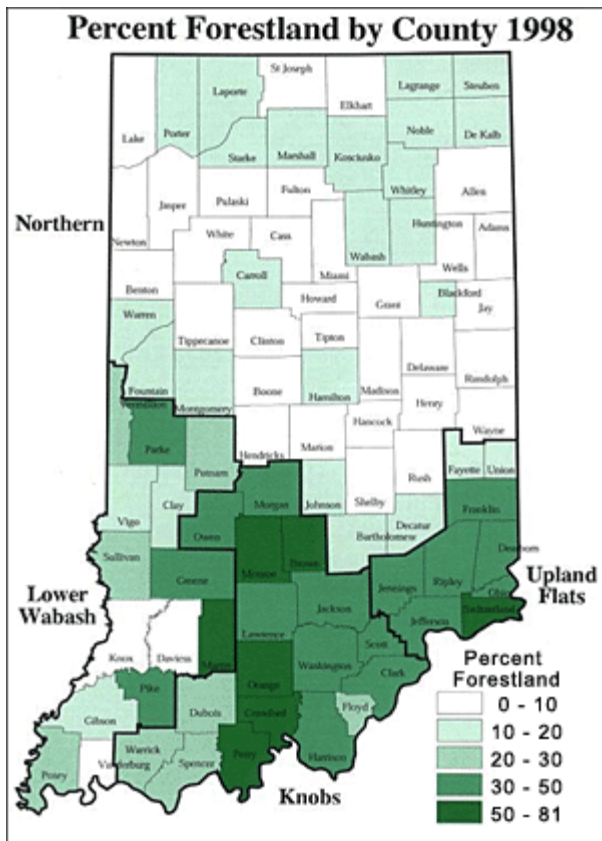 Percent Forestland by County 1998
St Joseph
Laporte
Lagrange
Steuben
Elkhart
Lake
Porter
Noble
De Kalb
Starke
Marshall
Kosciusko
Whitley
Allen
Northern
Jasper
Pulaski
Fulton
Newton
White
Cass
Miami
Wabash
Huntington
Adams
Wells
Benton
Carroll
Howard
Grant
Blackford
Jay
Warren
Tippecanoe
Clinton
Tipton
Delaware
Randolph
Fountain
Montgomery
Boone
Hamilton
Madison
Henry
Vermillion
Parke
Putnam
Hendricks
Marion
Hancock
Wayne
Rush
Fayette
Union
Shelby
Johnson
Morgan
Clay
Vigo
Owen
Franklin
Decatur
Bartholomew
Sullivan
Greene
Monroe
Brown
Dearborn
Jennings
Ripley
Ohio
Upland
Flats
Lower
Wabash
Jackson
Lawrence
Jefferson
Switzerland
Knox
Daviess
Martin
Washington
Scott
Clark
Orange
Pike
Gibson
Dubois
Crawford
Floyd
Harrison
Perry
Warrick
Spencer
Posey
Knobs
Percent
Forestland
0 - 10
10 - 20
20 - 30
30 - 50
50 - 81